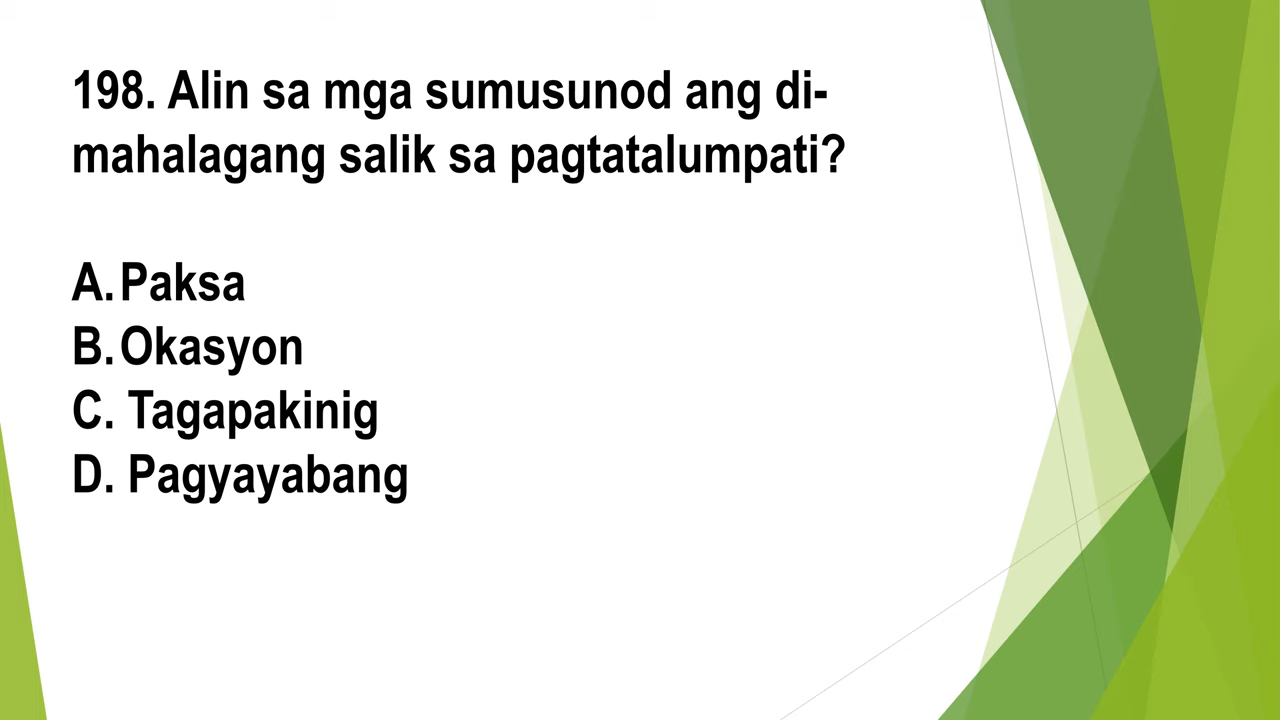 198. Alin sa mga sumusunod ang di-
mahalagang salik sa pagtatalumpati?
A. Paksa
B. Okasyon
C. Tagapakinig
D. Pagyayabang